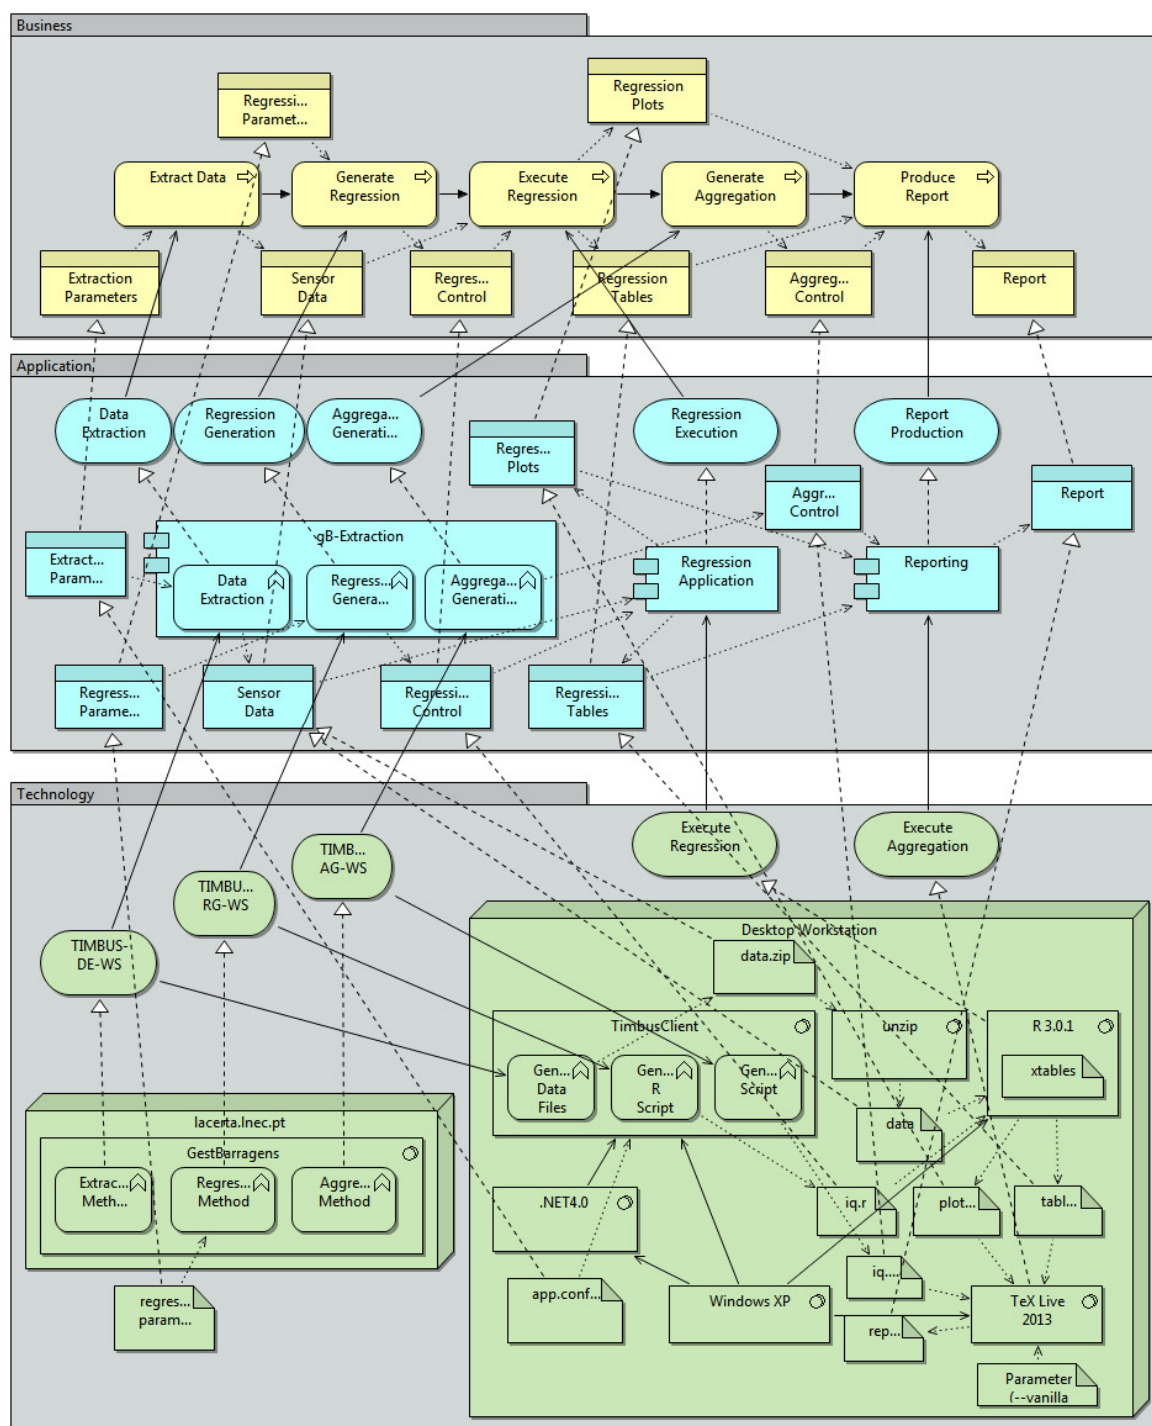 Business
Regressi...
Paramet...
Regression
Plots
Extract Data
Generate
Regression
Execute
Regression
Generate
Aggregation
Produce
Report
Extraction
Parameters
Sensor
Data
Regres...
Control
Regression
Tables
Aggreg...
Control
Report
Application
Data
Extraction
Regression
Generation
Aggrega...
Generati...
Regres...
Plots
Regression
Execution
Report
Production
Aggr...
Control
Report
Extract...
Param...
gB-Extraction
Data
Extraction
Regress...
Genera...
Aggrega...
Generati...
Regression
Application
Reporting
Regress...
Parame...
Sensor
Data
Regressi...
Control
Regressi...
Tables
Technology
Execute
Regression
Execute
Aggregation
TIMB...
AG-WS
TIMBU...
RG-WS
TIMBUS-
DE-WS
Desktop Workstation
data.zip
TimbusClient
Gen...
Data
Files
Gen...
R
Script
Gen...
Script
unzip
R 3.0.1
xtables
data
lacerta.lnec.pt
GestBarragens
Extrac...
Meth...
Regres...
Method
Aggre...
Method
.NET4.0
iq.r
plot...
tabl...
iq....
regres...
param...
app.conf...
Windows XP
rep...
TeX Live
2013
Parameter
(--vanilla